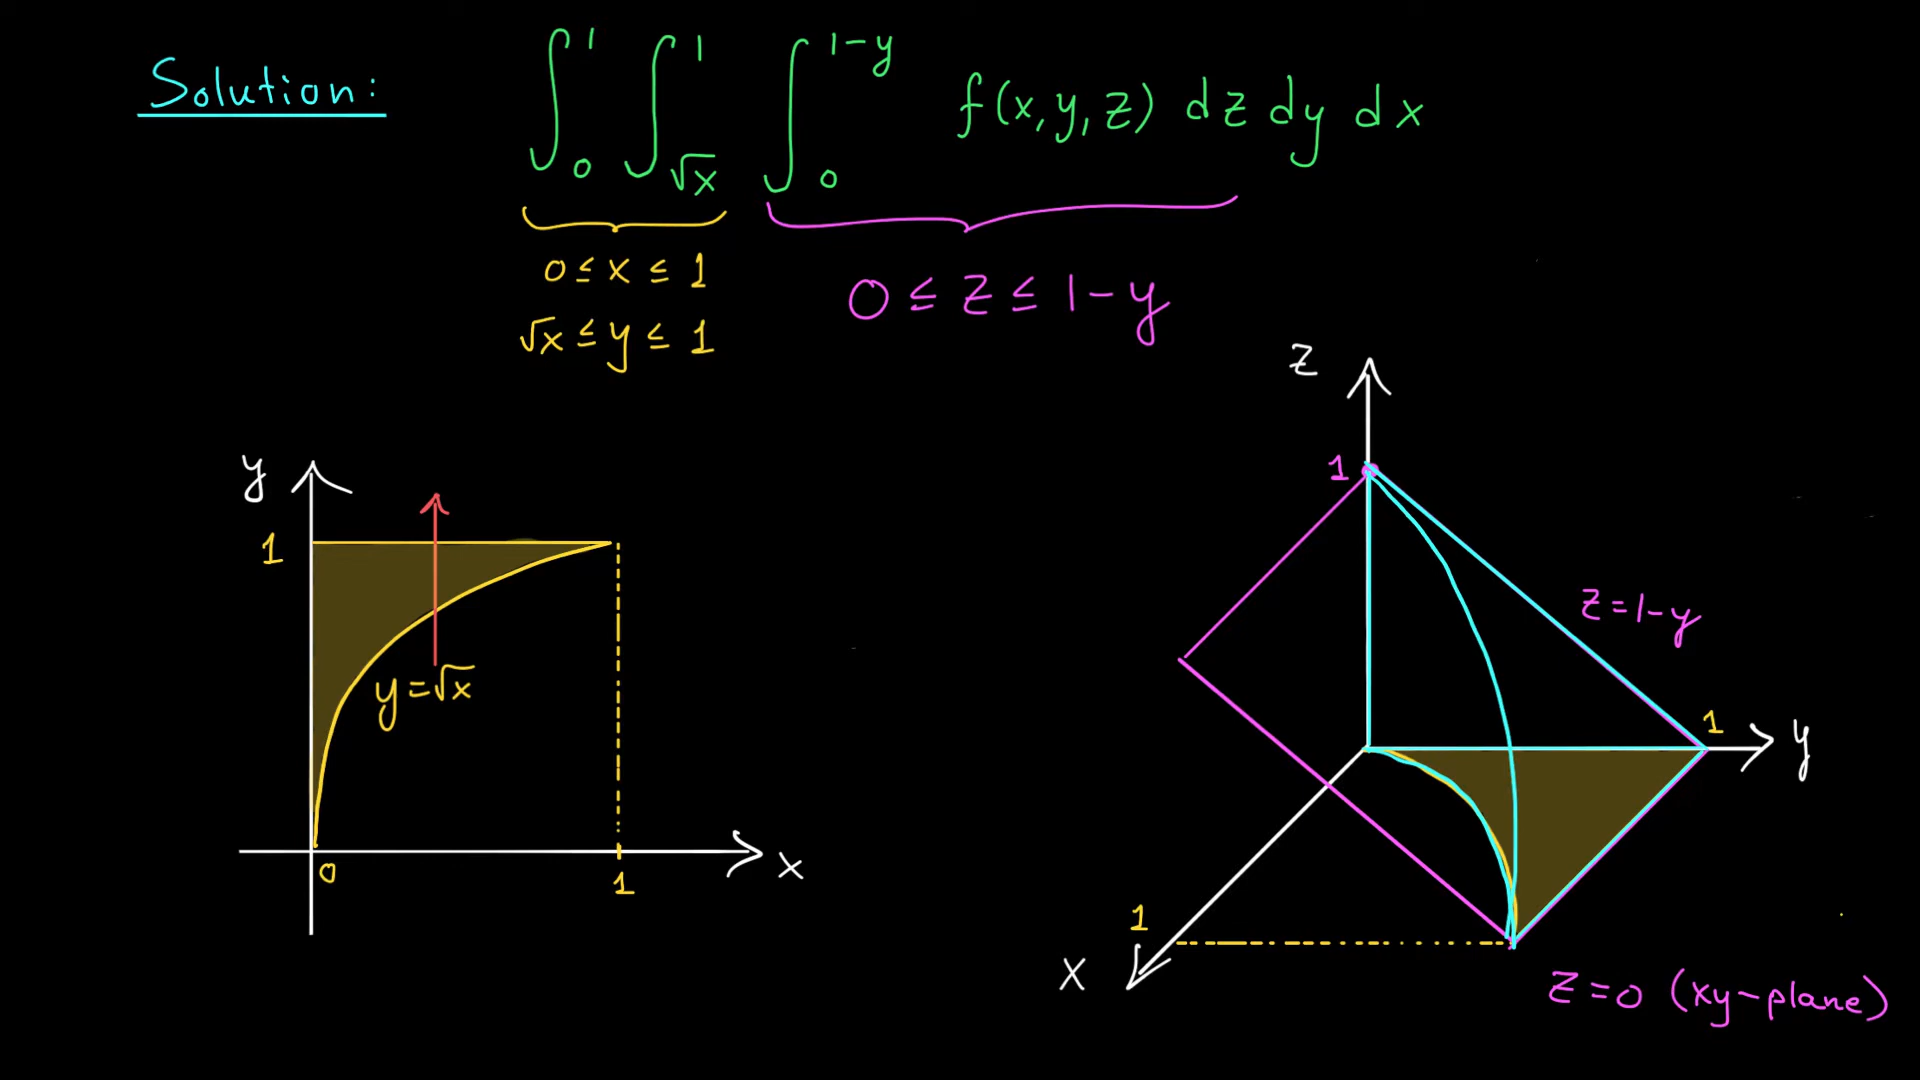 Solution:
∫₀¹ ∫_√x¹ ∫₀^1-y f(x,y,z) dz dy dx
0 ≤ x ≤ 1
√x ≤ y ≤ 1
0 ≤ z ≤ 1-y
y
1
y=√x
0
1
x
z
1
z=1-y
1
y
1
x
z=0 (xy-plane)